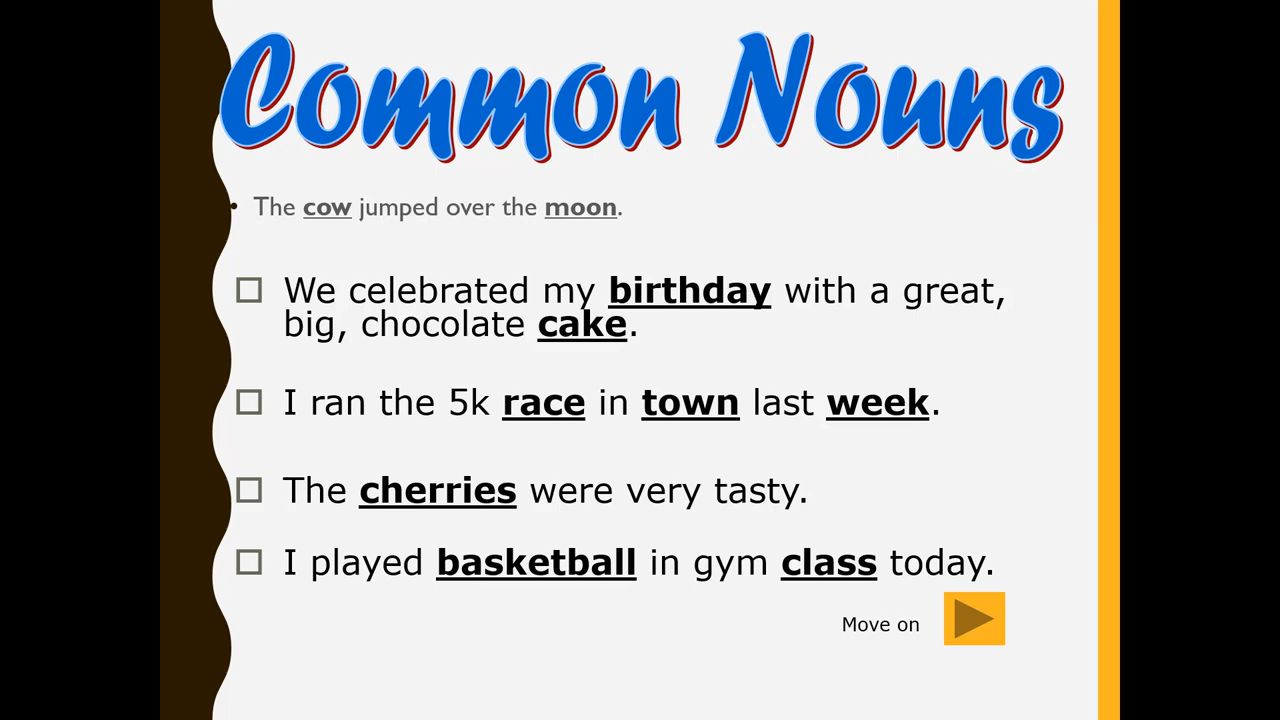 Common Nouns
• The cow jumped over the moon.
□ We celebrated my birthday with a great,
big, chocolate cake.
□ I ran the 5k race in town last week.
□ The cherries were very tasty.
□ I played basketball in gym class today.
Move on